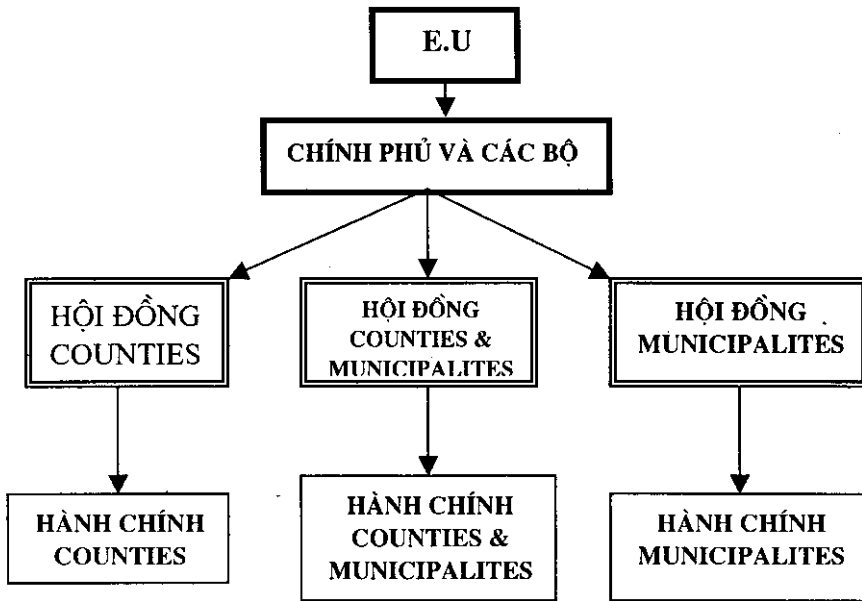 E.U
CHÍNH PHỦ VÀ CÁC BỘ
HỘI ĐỒNG
COUNTIES
HỘI ĐỒNG
COUNTIES &
MUNICIPALITES
HỘI ĐỒNG
MUNICIPALITES
HÀNH CHÍNH
COUNTIES
HÀNH CHÍNH
COUNTIES &
MUNICIPALITES
HÀNH CHÍNH
MUNICIPALITES